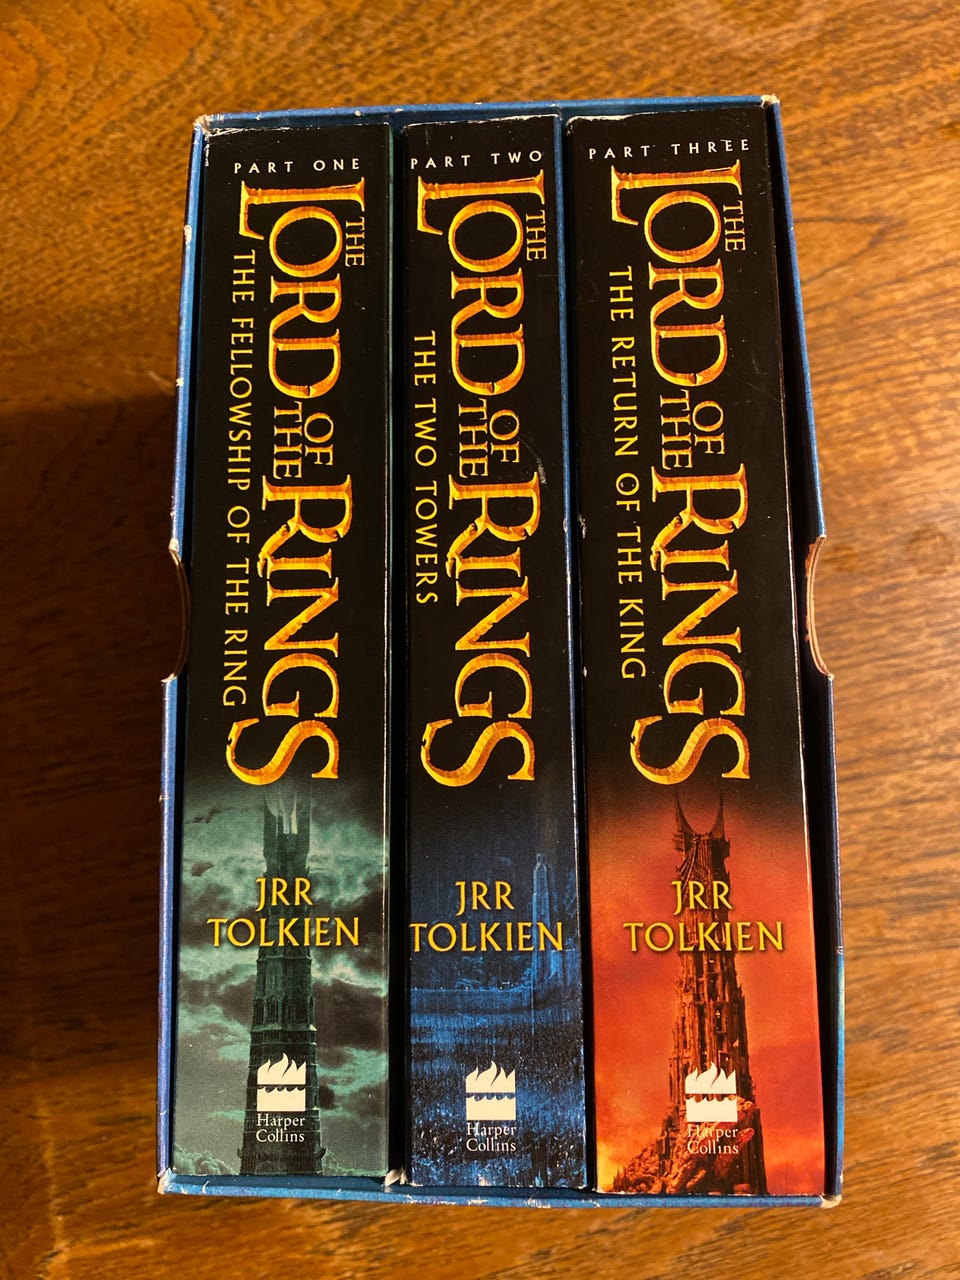 PART ONE
THE
LORD
OF
THE
RINGS
THE FELLOWSHIP OF THE RING
JRR
TOLKIEN
Harper
Collins
PART TWO
THE
LORD
OF
THE
RINGS
THE TWO TOWERS
JRR
TOLKIEN
Harper
Collins
PART THREE
THE
LORD
OF
THE
RINGS
THE RETURN OF THE KING
JRR
TOLKIEN
Harper
Collins